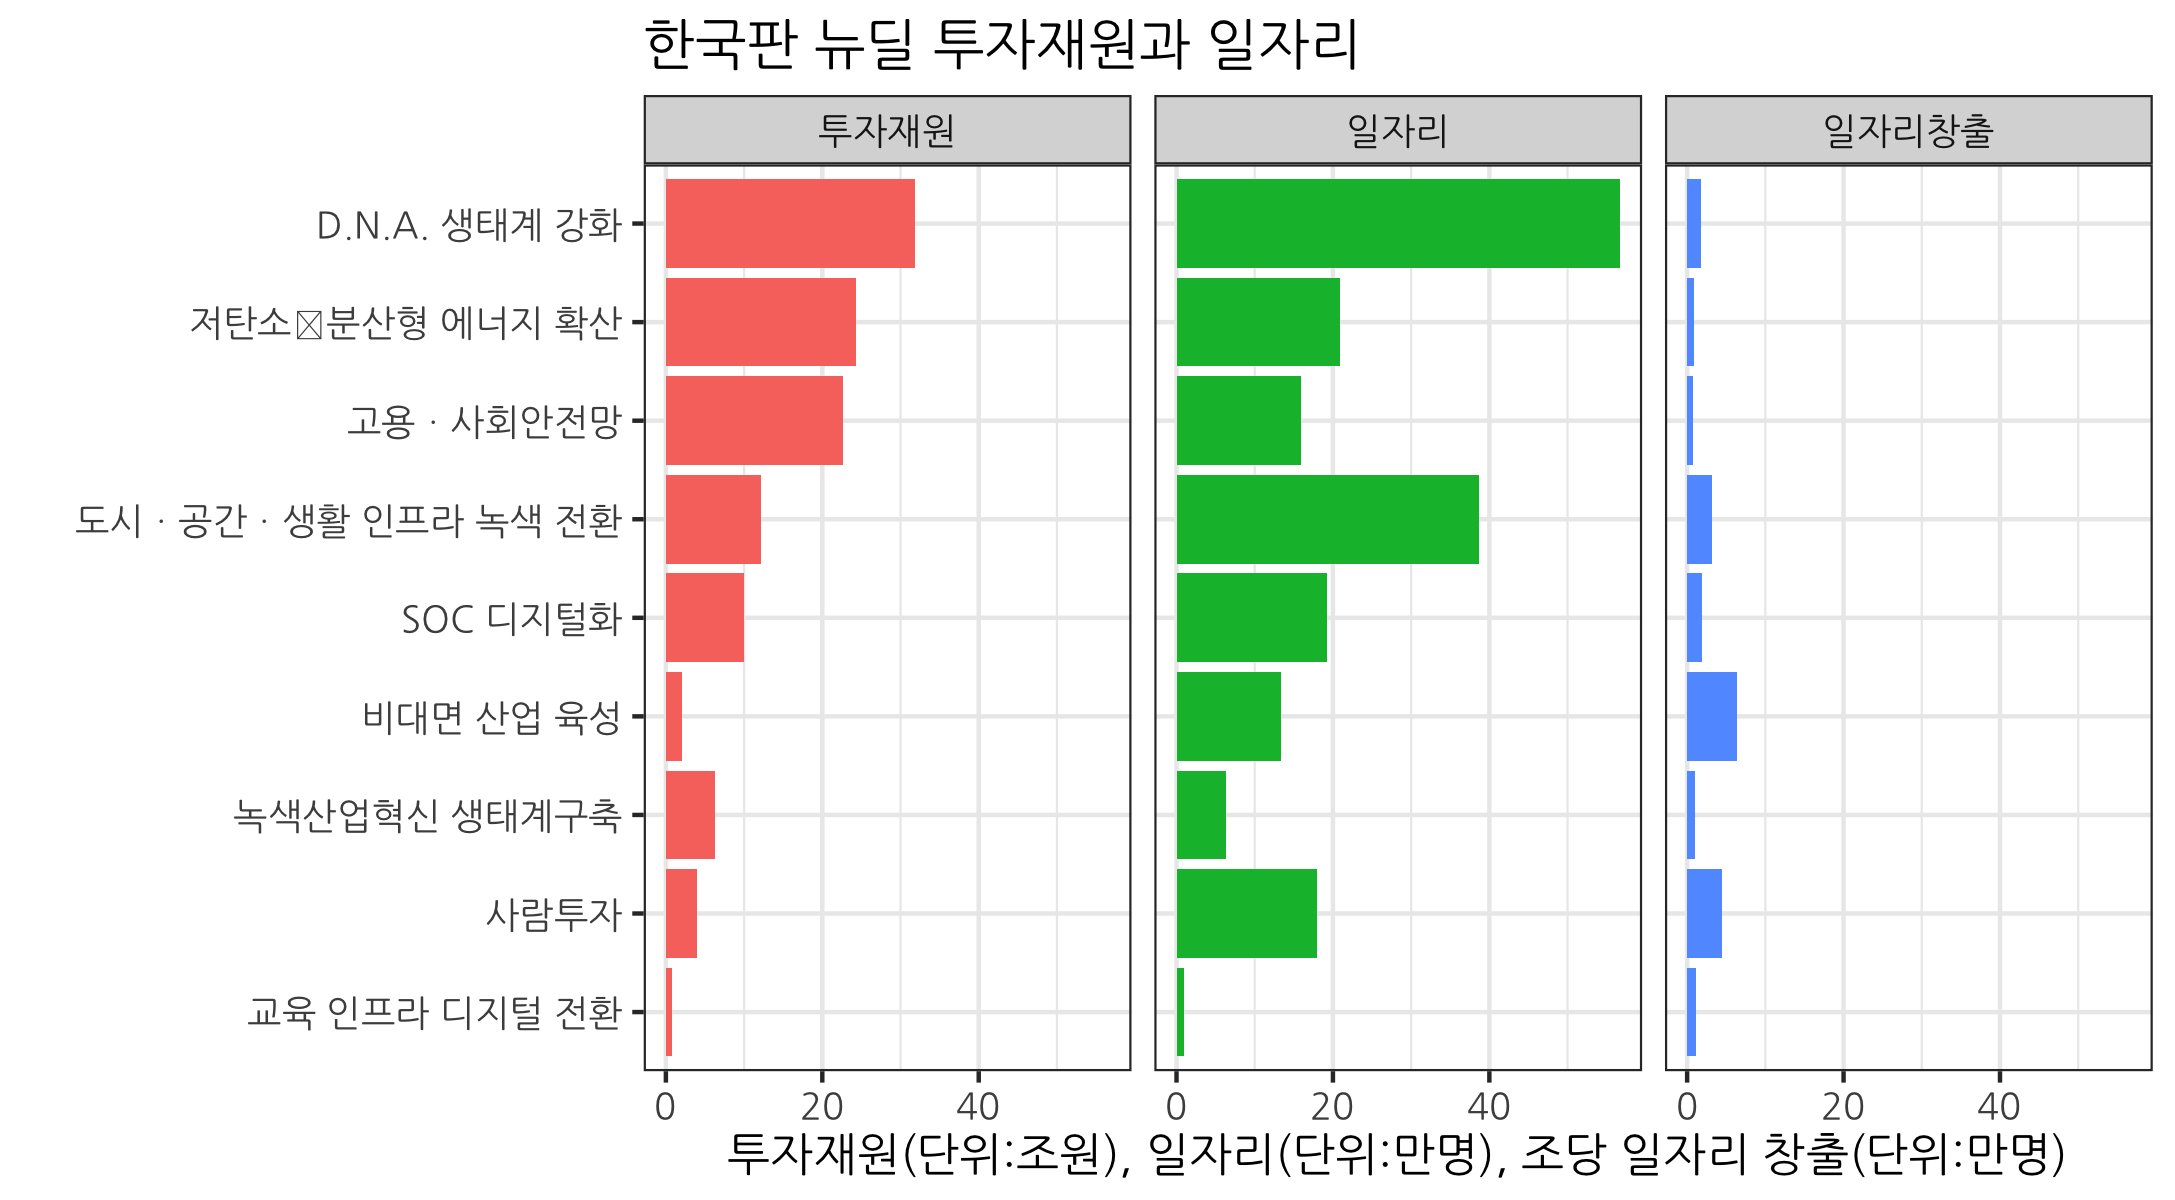 한국판 뉴딜 투자재원과 일자리
투자재원 일자리 일자리창출
D.N.A. 생태계 강화
저탄소분산형 에너지 확산
고용 · 사회안전망
도시 · 공간 · 생활 인프라 녹색 전환
SOC 디지털화
비대면 산업 육성
녹색산업혁신 생태계구축
사람투자
교육 인프라 디지털 전환
0 20 40 0 20 40 0 20 40
투자재원(단위:조원), 일자리(단위:만명), 조당 일자리 창출(단위:만명)